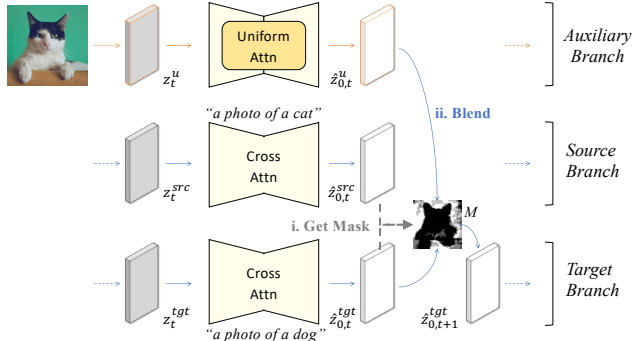 Uniform
Attn
Auxiliary
Branch
z_t^u
ẑ_{0,t}^u
"a photo of a cat"
ii. Blend
Cross
Attn
Source
Branch
z_t^{src}
ẑ_{0,t}^{src}
i. Get Mask
M
Cross
Attn
Target
Branch
z_t^{tgt}
ẑ_{0,t}^{tgt}
ẑ_{0,t+1}^{tgt}
"a photo of a dog"